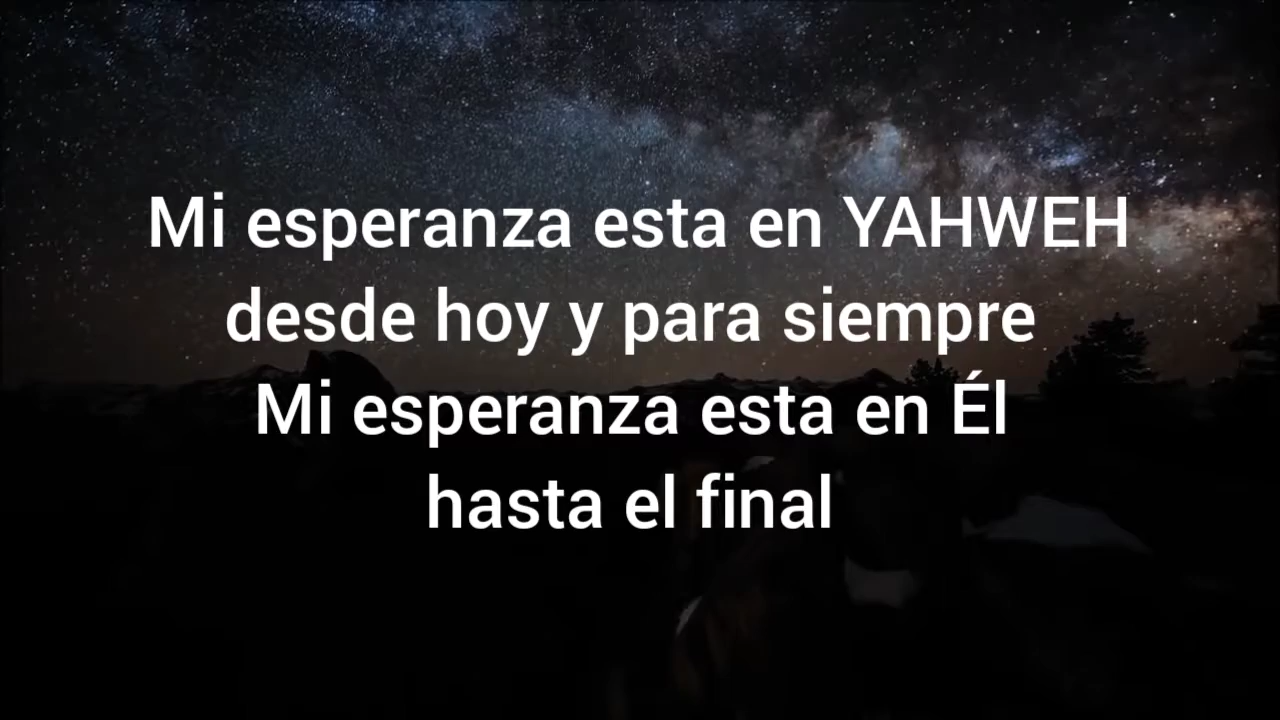 Mi esperanza esta en YAHWEH
desde hoy y para siempre
Mi esperanza esta en Él
hasta el final